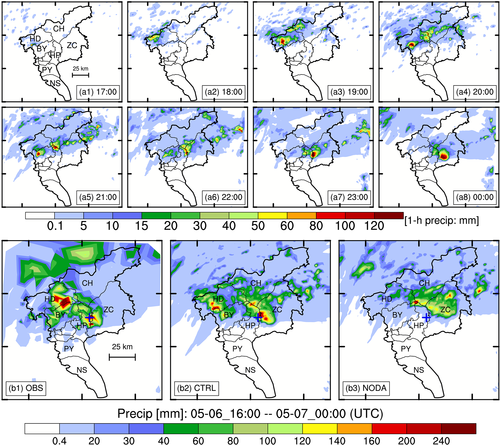 CH
HD
ZC
BY
HP
PY
25 km
NS
(a1) 17:00
(a2) 18:00
(a3) 19:00
(a4) 20:00
(a5) 21:00
(a6) 22:00
(a7) 23:00
(a8) 00:00
0.1 5 10 15 20 30 40 50 60 80 100 120 [1-h precip: mm]
CH
HD
ZC
BY
HP
PY
25 km
NS
(b1) OBS
CH
HD
ZC
BY
HP
PY
NS
(b2) CTRL
CH
HD
ZC
BY
HP
PY
NS
(b3) NODA
Precip [mm]: 05-06_16:00 -- 05-07_00:00 (UTC)
0.4 20 40 60 80 100 120 140 160 200 240